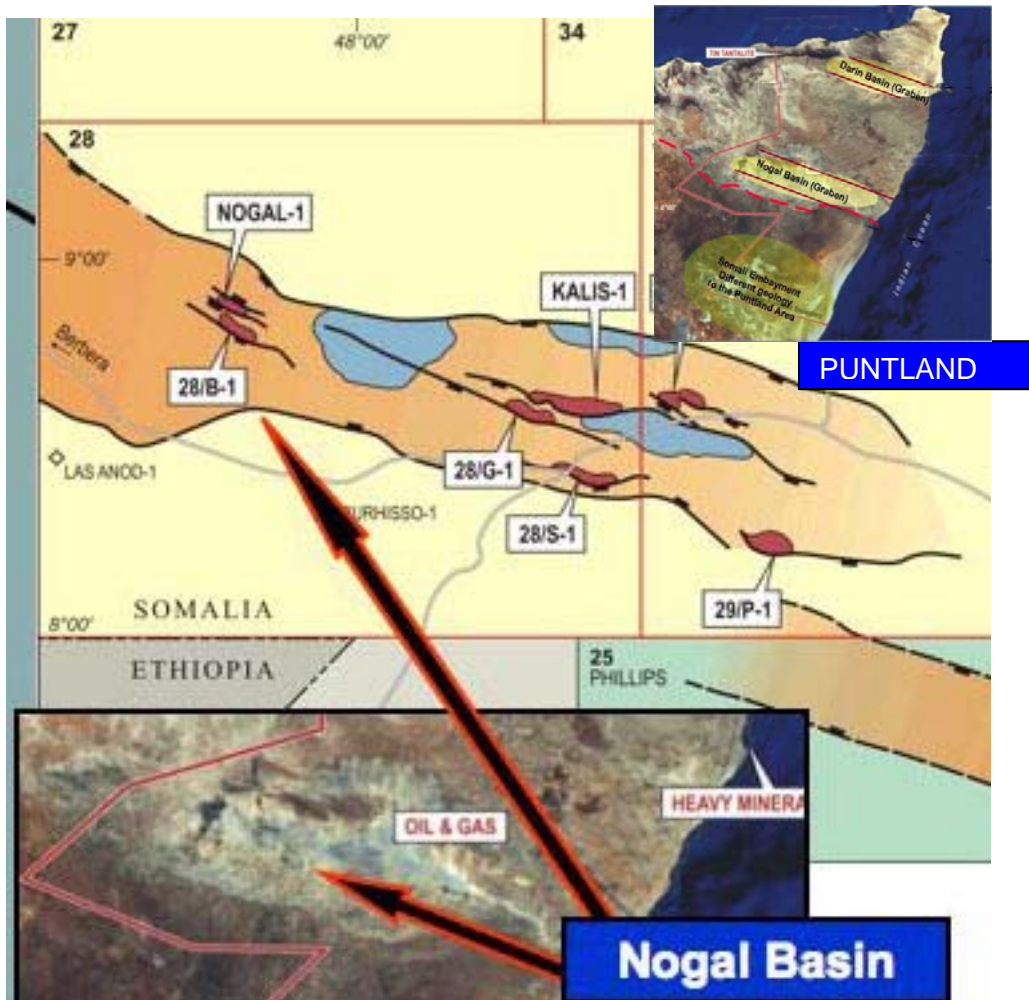 27
48°00'
34
TIN TANTALITE
Darin Basin (Graben)
Nogal Basin (Graben)
Somali Embayment
Different geology
to the Puntland Area
Indian Ocean
28
NOGAL-1
9°00'
KALIS-1
PUNTLAND
Berbera
28/B-1
LAS ANOD-1
28/G-1
URHISSO-1
28/S-1
29/P-1
SOMALIA
8°00'
ETHIOPIA
25
PHILLIPS
OIL & GAS
HEAVY MINERA
Nogal Basin